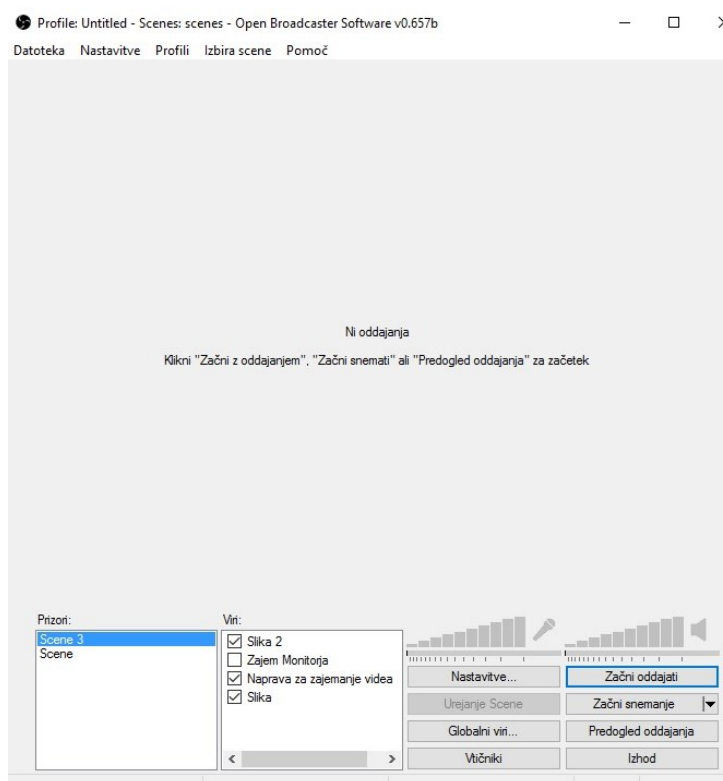 Profile: Untitled - Scenes: scenes - Open Broadcaster Software v0.657b
Datoteka Nastavitve Profili Izbira scene Pomoč
Ni oddajanja
Klikni "Začni z oddajanjem", "Začni snemati" ali "Predogled oddajanja" za začetek
Prizori:
Scene 3
Scene
Viri:
Slika 2
Zajem Monitorja
Naprava za zajemanje videa
Slika
Nastavitve...
Začni oddajati
Urejanje Scene
Začni snemanje
Globalni viri...
Predogled oddajanja
Vtičniki
Izhod